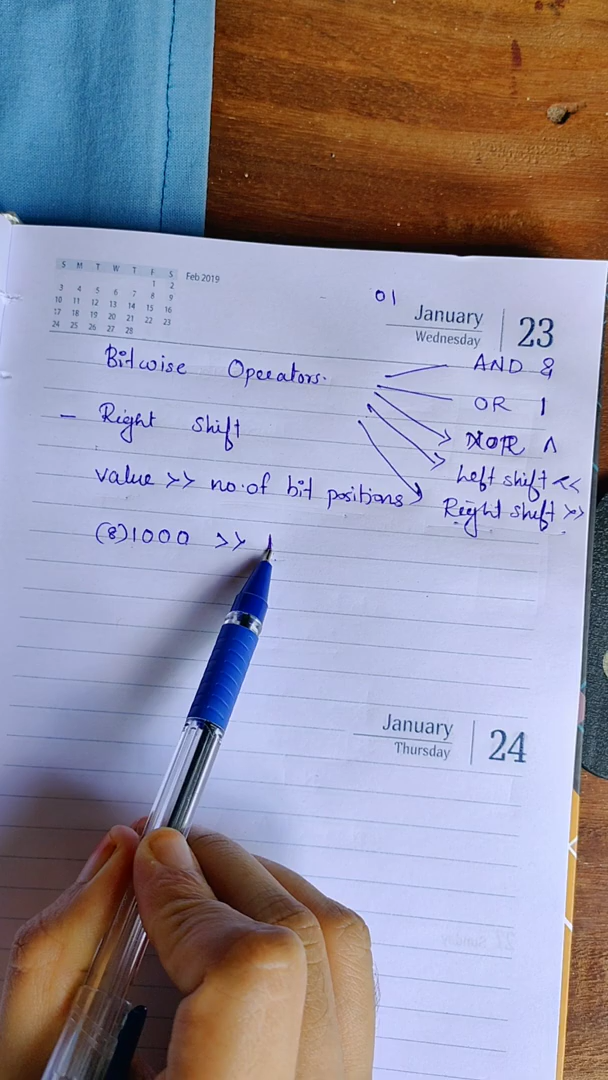 S M T W T F S Feb 2019
1 2
3 4 5 6 7 8 9
10 11 12 13 14 15 16
17 18 19 20 21 22 23
24 25 26 27 28
01
January 23
Wednesday
Bitwise Operators.
AND &
OR |
XOR ^
Left shift <<
Right shift >>
- Right shift
value >> no. of bit positions
(8)1000 >> 1
January 24
Thursday